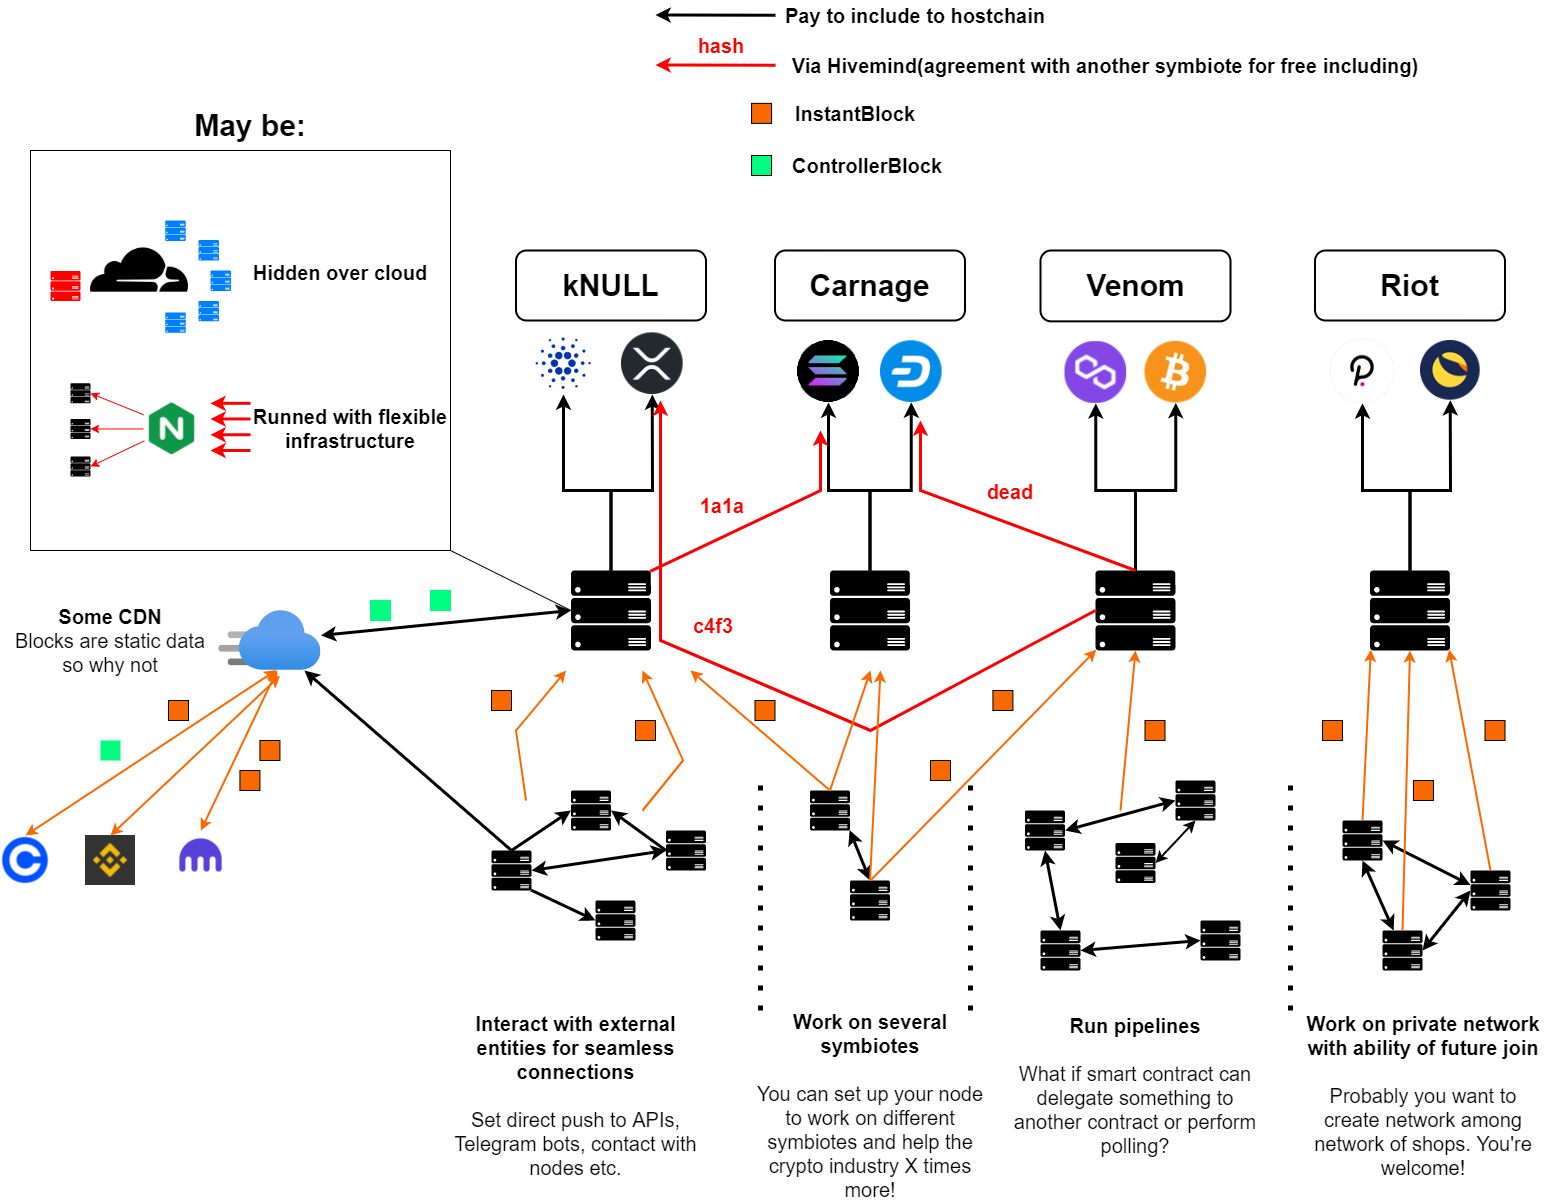 Pay to include to hostchain
hash
Via Hivemind(agreement with another symbiote for free including)
InstantBlock
ControllerBlock
May be:
Hidden over cloud
Runned with flexible
infrastructure
kNULL
Carnage
Venom
Riot
1a1a
dead
c4f3
Some CDN
Blocks are static data
so why not
Interact with external
entities for seamless
connections
Set direct push to APIs,
Telegram bots, contact with
nodes etc.
Work on several
symbiotes
You can set up your node
to work on different
symbiotes and help the
crypto industry X times
more!
Run pipelines
What if smart contract can
delegate something to
another contract or perform
polling?
Work on private network
with ability of future join
Probably you want to
create network among
network of shops. You're
welcome!